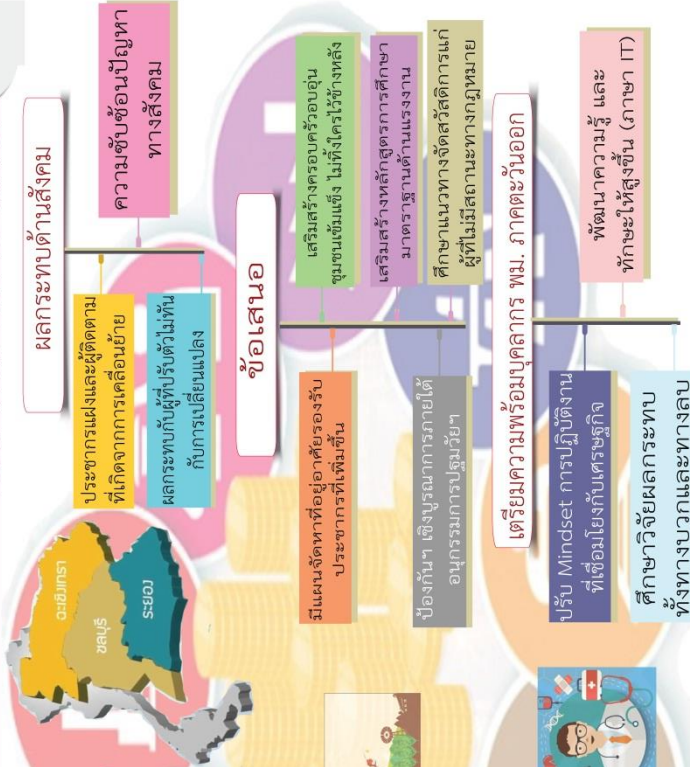 ผลกระทบด้านสังคม
ประชากรแฝงและผู้ติดตาม
ที่เกิดจากการเคลื่อนย้าย
ผลกระทบกับผู้ที่ปรับตัวไม่ทัน
กับการเปลี่ยนแปลง
ความซับซ้อนปัญหา
ทางสังคม
ฉะเชิงเทรา
ชลบุรี
ระยอง
ข้อเสนอ
มีแผนจัดหาที่อยู่อาศัยรองรับ
ประชากรที่เพิ่มขึ้น
ป้องกันฯ เชิงบูรณาการภายใต้
อนุกรรมการปฐมวัยฯ
เสริมสร้างครอบครัวอบอุ่น
ชุมชนเข้มแข็ง ไม่ทิ้งใครไว้ข้างหลัง
เสริมสร้างหลักสูตรการศึกษา
มาตราฐานด้านแรงงาน
ศึกษาแนวทางจัดสวัสดิการแก่
ผู้ที่ไม่มีสถานะทางกฎหมาย
เตรียมความพร้อมบุคลากร พม. ภาคตะวันออก
ปรับ Mindset การปฏิบัติงาน
ที่เชื่อมโยงกับเศรษฐกิจ
ศึกษาวิจัยผลกระทบ
ทั้งทางบวกและทางลบ
พัฒนาความรู้ และ
ทักษะให้สูงขึ้น (ภาษา IT)